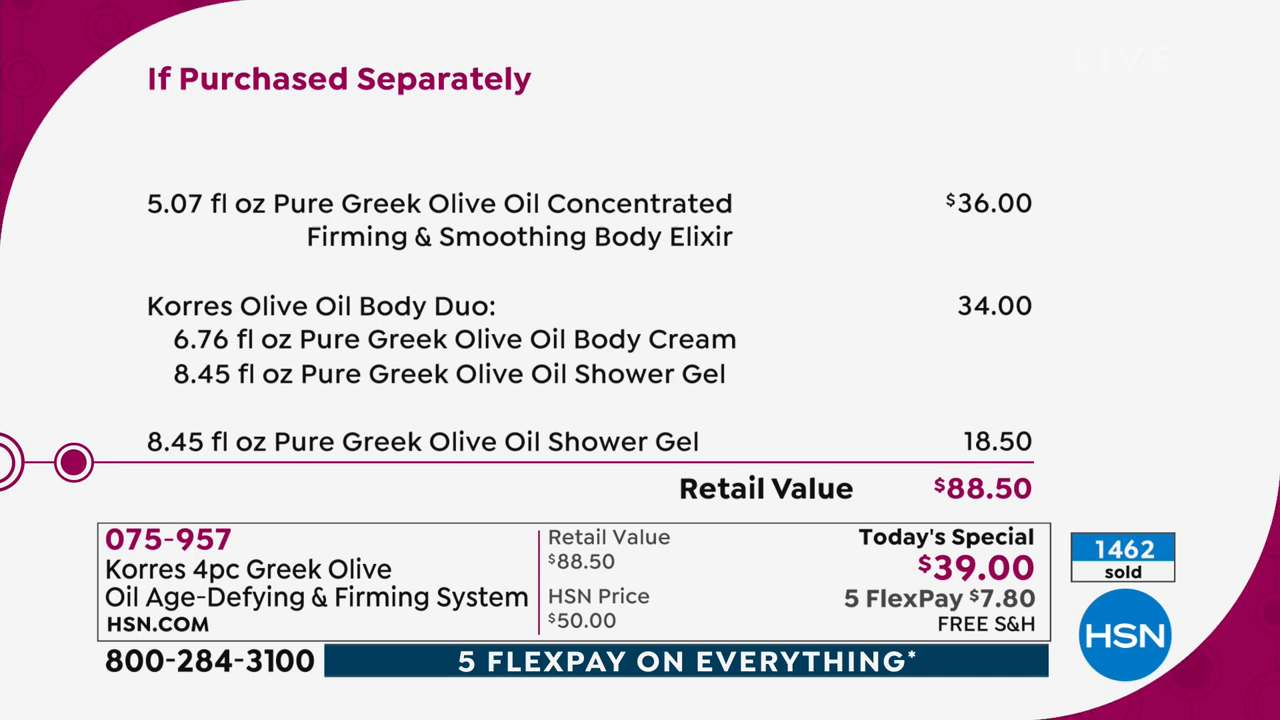 LIVE
If Purchased Separately
5.07 fl oz Pure Greek Olive Oil Concentrated $36.00
Firming & Smoothing Body Elixir
Korres Olive Oil Body Duo: 34.00
6.76 fl oz Pure Greek Olive Oil Body Cream
8.45 fl oz Pure Greek Olive Oil Shower Gel
8.45 fl oz Pure Greek Olive Oil Shower Gel 18.50
Retail Value $88.50
075-957
Korres 4pc Greek Olive
Oil Age-Defying & Firming System
HSN.COM
Retail Value
$88.50
HSN Price
$50.00
Today's Special
$39.00
5 FlexPay $7.80
FREE S&H
1462
sold
HSN
800-284-3100
5 FLEXPAY ON EVERYTHING*